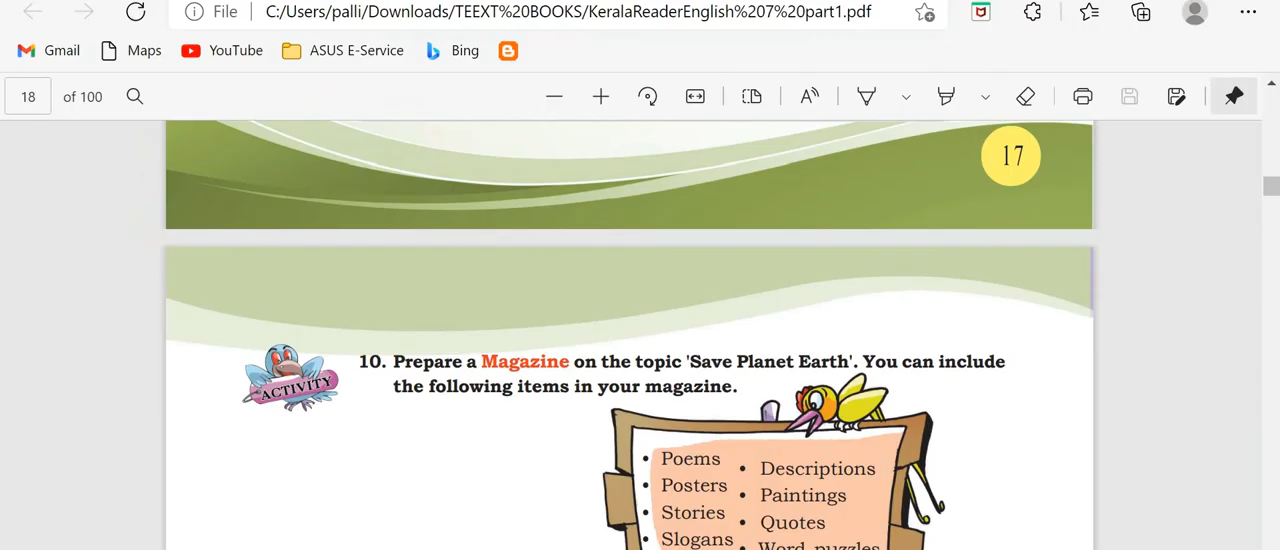 File C:/Users/palli/Downloads/TEEXT%20BOOKS/KeralaReaderEnglish%207%20part1.pdf
Gmail Maps YouTube ASUS E-Service Bing
18 of 100
17
ACTIVITY
10. Prepare a Magazine on the topic 'Save Planet Earth'. You can include
the following items in your magazine.
• Poems
• Posters
• Stories
• Slogans
• Descriptions
• Paintings
• Quotes
Word puzzles